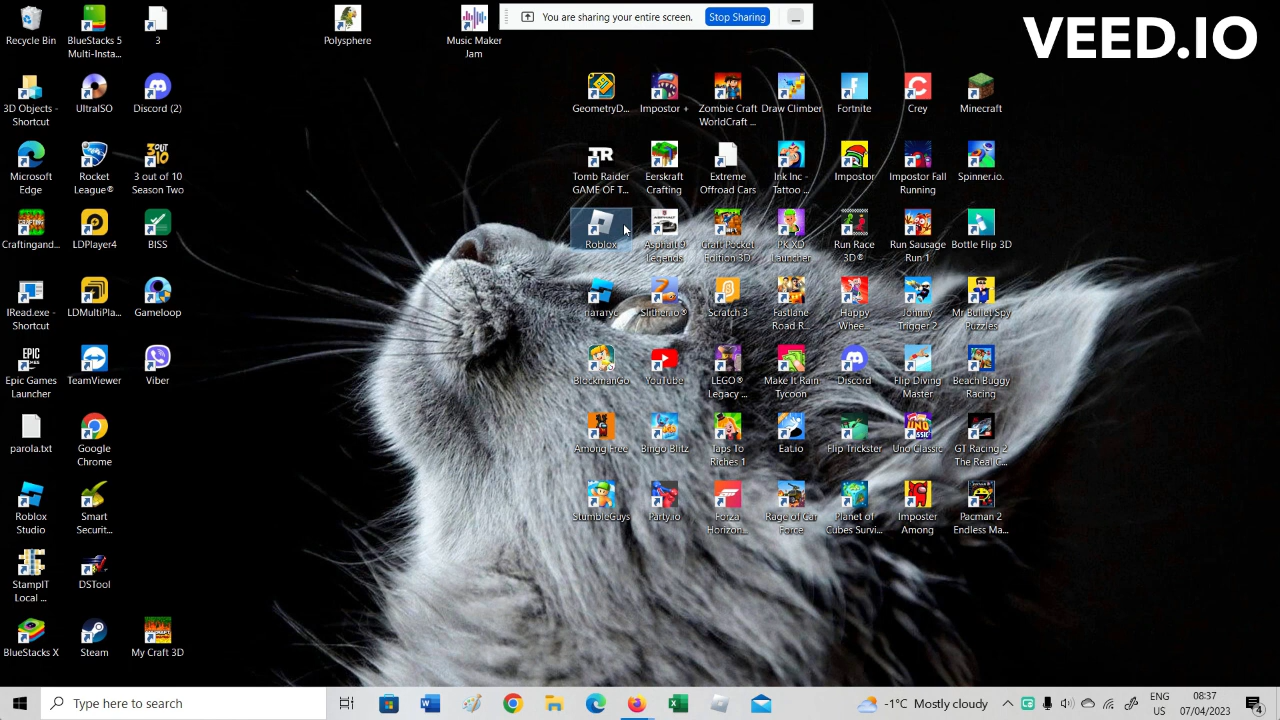 You are sharing your entire screen.
Stop Sharing
VEED.IO
Recycle Bin
BlueStacks 5
Multi-Insta...
3
Polysphere
Music Maker
Jam
3D Objects -
Shortcut
UltraISO
Discord (2)
GeometryD...
Impostor +
Zombie Craft
WorldCraft ...
Draw Climber
Fortnite
Crey
Minecraft
Microsoft
Edge
Rocket
League®
3 out of 10
Season Two
Tomb Raider
GAME OF T...
Eerskraft
Crafting
Extreme
Offroad Cars
Ink Inc -
Tattoo ...
Impostor
Impostor Fall
Running
Spinner.io.
Craftingand...
LDPlayer4
BISS
Roblox
Asphalt 9
Legends
Craft Pocket
Edition 3D
PK XD
Launcher
Run Race
3D®
Run Sausage
Run 1
Bottle Flip 3D
IRead.exe -
Shortcut
LDMultiPla...
Gameloop
Slither.io®
Scratch 3
Fastlane
Road R...
Happy
Whee...
Johnny
Trigger 2
Mr Bullet Spy
Puzzles
Epic Games
Launcher
TeamViewer
Viber
BlockmanGo
YouTube
LEGO®
Legacy ...
Make It Rain
Tycoon
Discord
Flip Diving
Master
Beach Buggy
Racing
parola.txt
Google
Chrome
Among Free
Bingo Blitz
Taps To
Riches 1
Eat.io
Flip Trickster
Uno Classic
GT Racing 2
The Real C...
Roblox
Studio
Smart
Securit...
StumbleGuys
Party.io
Forza
Horizon...
Rage of Car
Force
Planet of
Cubes Survi...
Imposter
Among
Pacman 2
Endless Ma...
StampIT
Local ...
DSTool
BlueStacks X
Steam
My Craft 3D
Type here to search
-1°C Mostly cloudy
ENG
US
08:37
07/04/2023
4